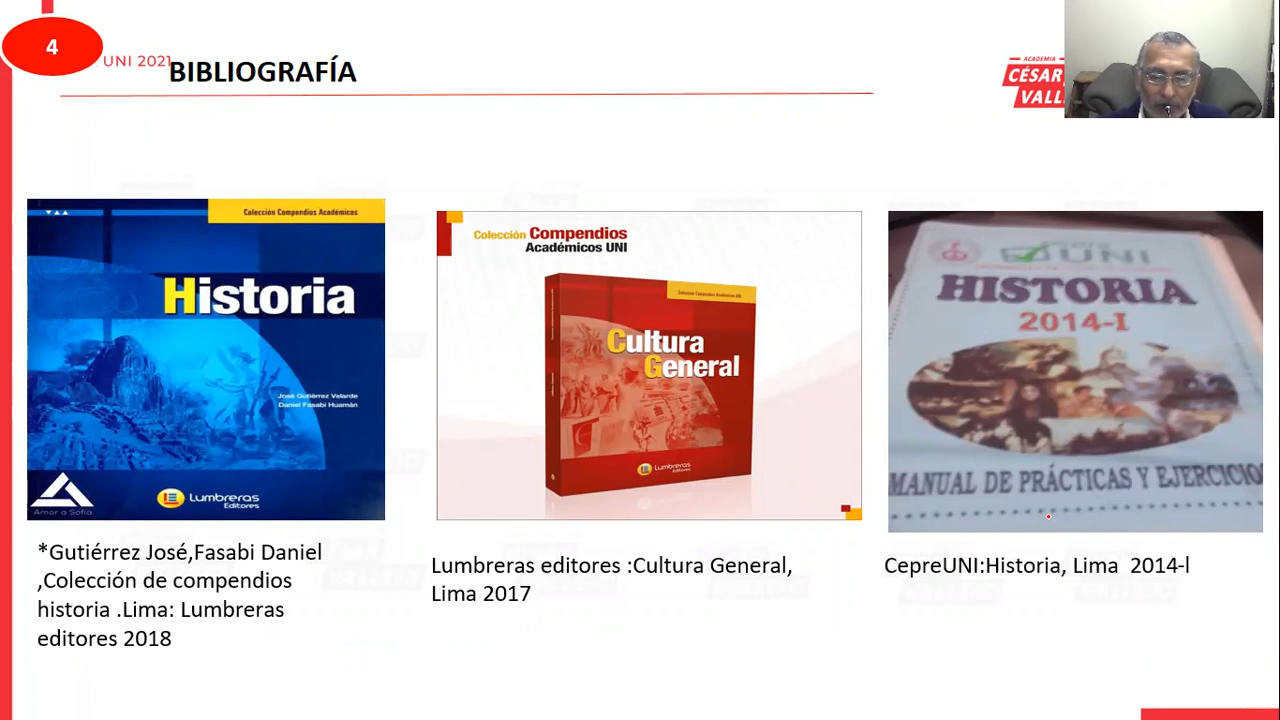 4
UNI 2021
BIBLIOGRAFÍA
ACADEMIA
CÉSAR
VALL
Colección Compendios Académicos
Historia
José Gutiérrez Valarde
Daniel Fasabi Huamán
Amor a Sofía
Lumbreras
Editores
*Gutiérrez José,Fasabi Daniel
,Colección de compendios
historia .Lima: Lumbreras
editores 2018
Colección Compendios
Académicos UNI
Colección Compendios Académicos UNI
Cultura
General
Lumbreras
Editores
Lumbreras editores :Cultura General,
Lima 2017
UNI
HISTORIA
2014-I
MANUAL DE PRÁCTICAS Y EJERCICIO
CepreUNI:Historia, Lima 2014-l